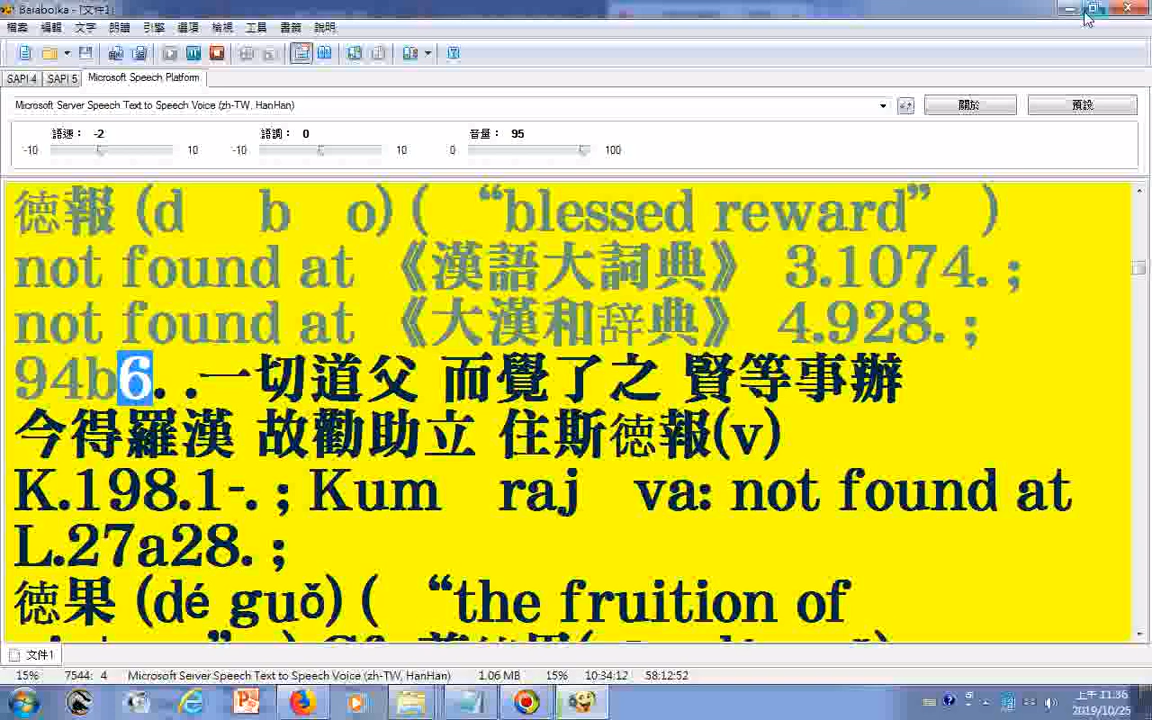 Balabolka - [文件1]
檔案 編輯 文字 朗讀 引擎 選項 檢視 工具 書籤 說明
SAPI 4 SAPI 5 Microsoft Speech Platform
Microsoft Server Speech Text to Speech Voice (zh-TW, HanHan) 關於 預設
語速： -2 語調： 0 音量： 95
-10 10 -10 10 0 100
徳報 (d b o) ( “blessed reward” )
not found at 《漢語大詞典》 3.1074. ;
not found at 《大漢和辞典》 4.928. ;
94b6. .一切道父 而覺了之 賢等事辦
今得羅漢 故勸助立 住斯徳報(v)
K.198.1-. ; Kum raj va: not found at
L.27a28. ;
徳果 (dé guǒ) ( “the fruition of
文件1
15% 7544: 4 Microsoft Server Speech Text to Speech Voice (zh-TW, HanHan) 1.06 MB 15% 10:34:12 58:12:52
上午 11:36
2019/10/25